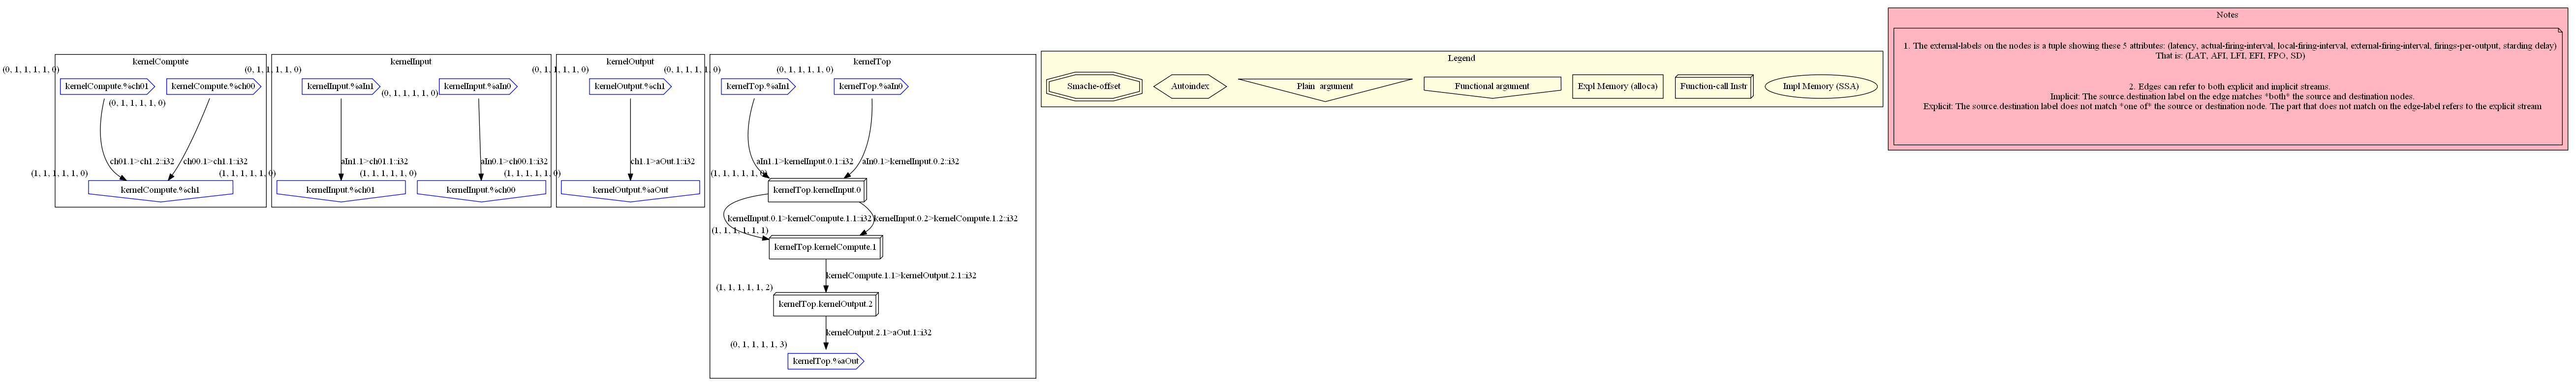 kernelCompute
(0, 1, 1, 1, 1, 0)
kernelCompute.%ch01
(0, 1, 1, 1, 1, 0)
kernelCompute.%ch00
ch01.1>ch1.2::i32
ch00.1>ch1.1::i32
(1, 1, 1, 1, 1, 0)
kernelCompute.%ch1
kernelInput
(0, 1, 1, 1, 1, 0)
kernelInput.%aIn1
(0, 1, 1, 1, 1, 0)
kernelInput.%aIn0
aIn1.1>ch01.1::i32
aIn0.1>ch00.1::i32
(1, 1, 1, 1, 1, 0)
kernelInput.%ch01
(1, 1, 1, 1, 1, 0)
kernelInput.%ch00
kernelOutput
(0, 1, 1, 1, 1, 0)
kernelOutput.%ch1
ch1.1>aOut.1::i32
(1, 1, 1, 1, 1, 0)
kernelOutput.%aOut
kernelTop
(0, 1, 1, 1, 1, 0)
kernelTop.%aIn1
(0, 1, 1, 1, 1, 0)
kernelTop.%aIn0
aIn1.1>kernelInput.0.1::i32
aIn0.1>kernelInput.0.2::i32
(1, 1, 1, 1, 1, 0)
kernelTop.kernelInput.0
kernelInput.0.1>kernelCompute.1.1::i32
kernelInput.0.2>kernelCompute.1.2::i32
(1, 1, 1, 1, 1, 1)
kernelTop.kernelCompute.1
kernelCompute.1.1>kernelOutput.2.1::i32
(1, 1, 1, 1, 1, 2)
kernelTop.kernelOutput.2
kernelOutput.2.1>aOut.1::i32
(0, 1, 1, 1, 1, 3)
kernelTop.%aOut
Legend
Smache-offset
Autoindex
Plain argument
Functional argument
Expl Memory (alloca)
Function-call Instr
Impl Memory (SSA)
Notes
1. The external-labels on the nodes is a tuple showing these 5 attributes: (latency, actual-firing-interval, local-firing-interval, external-firing-interval, firings-per-output, starding delay)
That is: (LAT, AFI, LFI, EFI, FPO, SD)
2. Edges can refer to both explicit and implicit streams.
Implicit: The source.destination label on the edge matches *both* the source and destination nodes.
Explicit: The source.destination label does not match *one of* the source or destination node. The part that does not match on the edge-label refers to the explicit stream